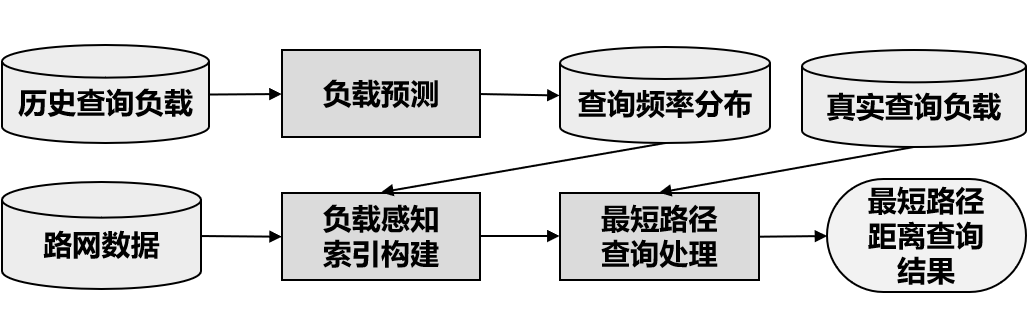 历史查询负载
负载预测
查询频率分布
真实查询负载
路网数据
负载感知
索引构建
最短路径
查询处理
最短路径
距离查询
结果